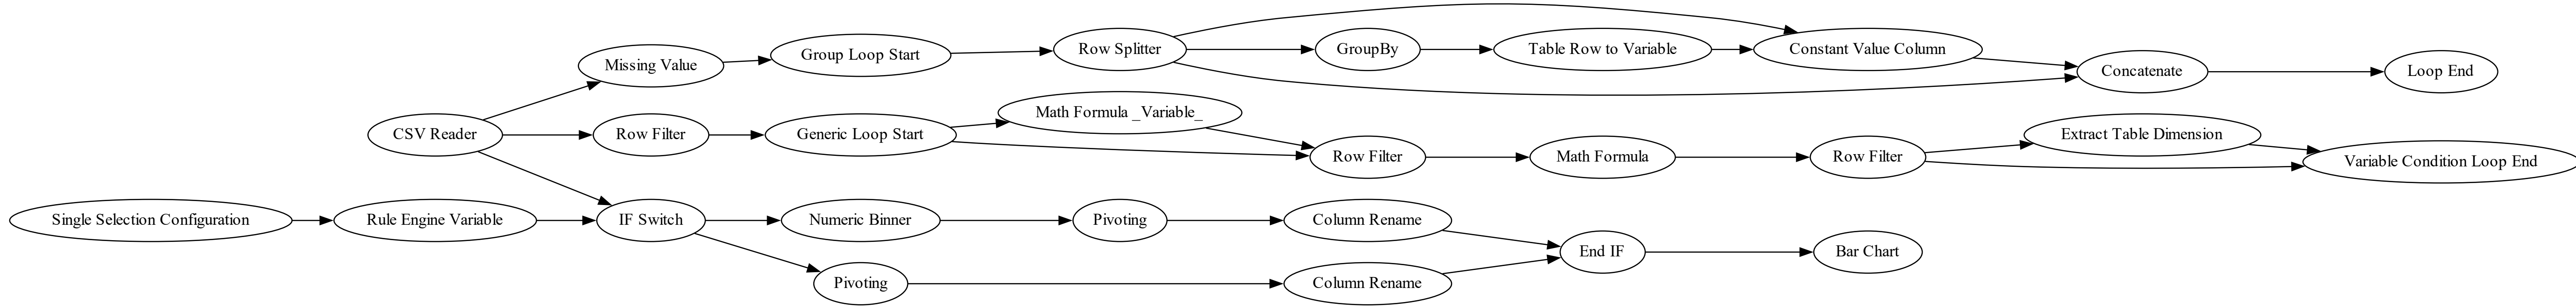 Single Selection Configuration
Rule Engine Variable
CSV Reader
Missing Value
Group Loop Start
Row Splitter
GroupBy
Table Row to Variable
Constant Value Column
Concatenate
Loop End
Row Filter
Generic Loop Start
Math Formula _Variable_
Row Filter
Math Formula
Row Filter
Extract Table Dimension
Variable Condition Loop End
IF Switch
Numeric Binner
Pivoting
Column Rename
Pivoting
Column Rename
End IF
Bar Chart